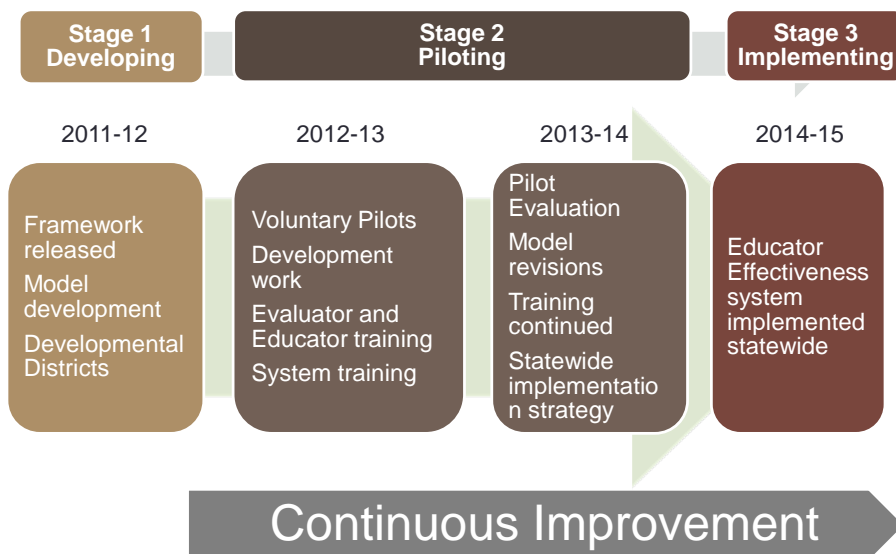 Stage 1
Developing
Stage 2
Piloting
Stage 3
Implementing
2011-12
2012-13
2013-14
2014-15
Framework
released
Model
development
Developmental
Districts
Voluntary Pilots
Development
work
Evaluator and
Educator training
System training
Pilot
Evaluation
Model
revisions
Training
continued
Statewide
implementatio
n strategy
Educator
Effectiveness
system
implemented
statewide
Continuous Improvement